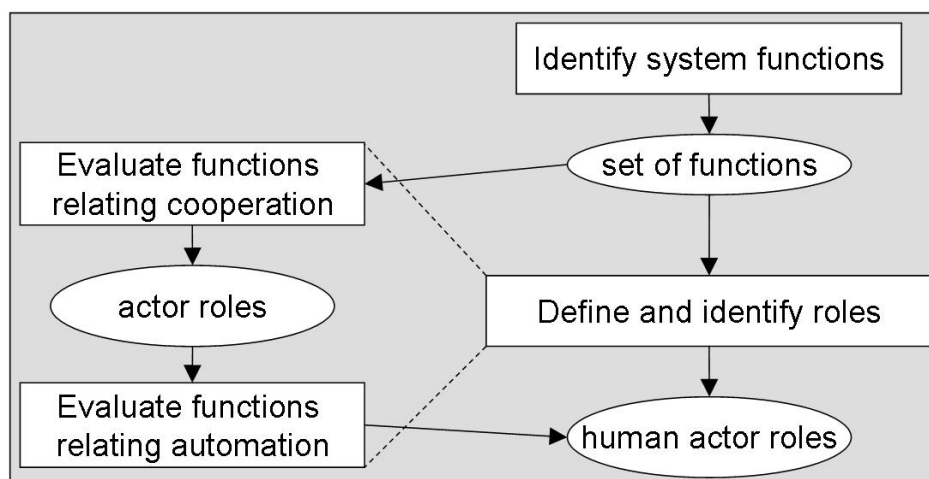 Identify system functions
set of functions
Evaluate functions
relating cooperation
actor roles
Define and identify roles
Evaluate functions
relating automation
human actor roles